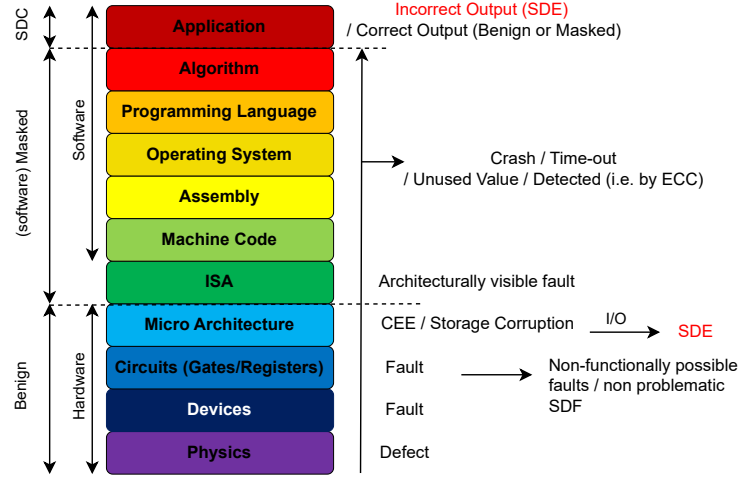 SDC
Application
Incorrect Output (SDE)
/ Correct Output (Benign or Masked)
(software) Masked
Software
Algorithm
Programming Language
Operating System
Assembly
Machine Code
ISA
Crash / Time-out
/ Unused Value / Detected (i.e. by ECC)
Architecturally visible fault
Benign
Hardware
Micro Architecture
CEE / Storage Corruption
I/O
SDE
Circuits (Gates/Registers)
Fault
Non-functionally possible
faults / non problematic
SDF
Devices
Fault
Physics
Defect